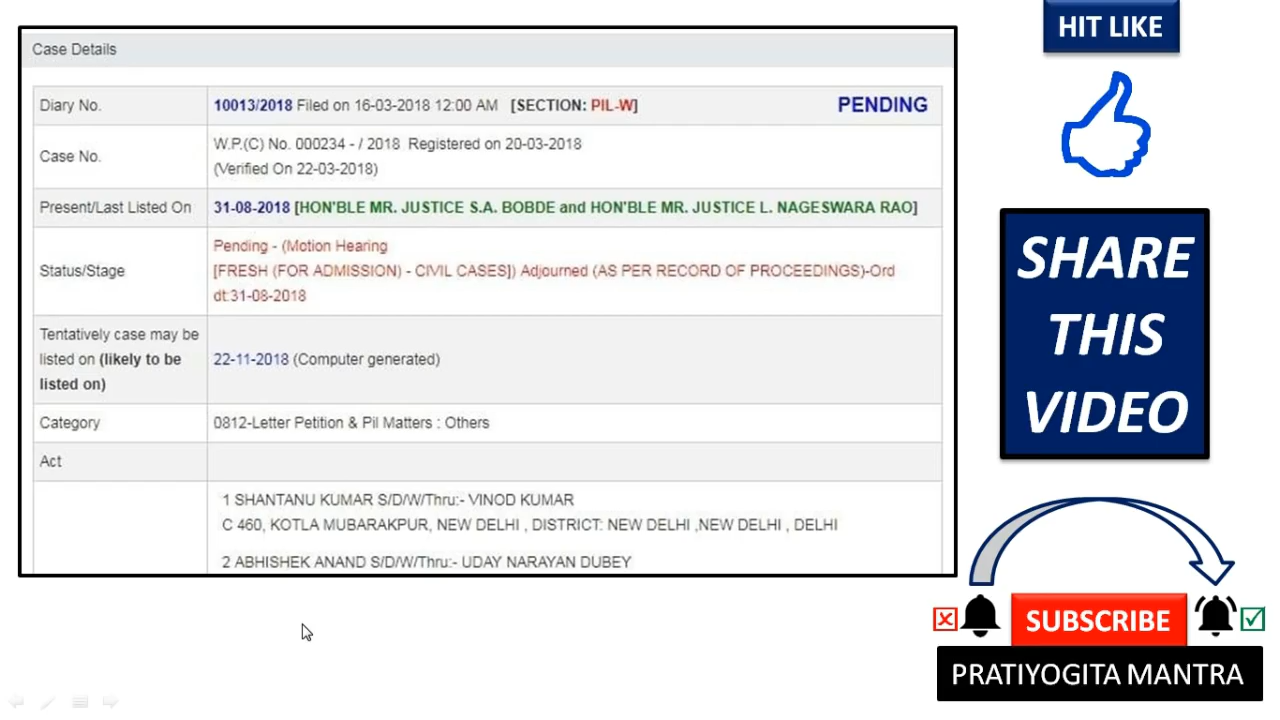 Case Details
Diary No.
10013/2018 Filed on 16-03-2018 12:00 AM [SECTION: PIL-W]
PENDING
Case No.
W.P.(C) No. 000234 - / 2018 Registered on 20-03-2018
(Verified On 22-03-2018)
Present/Last Listed On
31-08-2018 [HON'BLE MR. JUSTICE S.A. BOBDE and HON'BLE MR. JUSTICE L. NAGESWARA RAO]
Status/Stage
Pending - (Motion Hearing
[FRESH (FOR ADMISSION) - CIVIL CASES]) Adjourned (AS PER RECORD OF PROCEEDINGS)-Ord
dt:31-08-2018
Tentatively case may be
listed on (likely to be
listed on)
22-11-2018 (Computer generated)
Category
0812-Letter Petition & Pil Matters : Others
Act
1 SHANTANU KUMAR S/D/W/Thru:- VINOD KUMAR
C 460, KOTLA MUBARAKPUR, NEW DELHI , DISTRICT: NEW DELHI ,NEW DELHI , DELHI
2 ABHISHEK ANAND S/D/W/Thru:- UDAY NARAYAN DUBEY
HIT LIKE
SHARE
THIS
VIDEO
SUBSCRIBE
PRATIYOGITA MANTRA